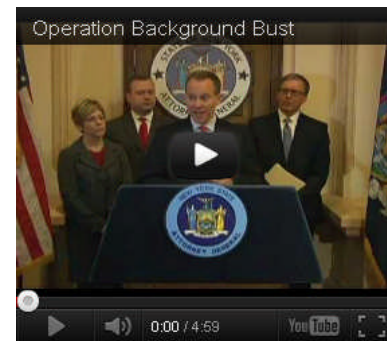 Operation Background Bust
STATE OF NEW YORK
ATTORNEY GENERAL
NEW YORK STATE
ATTORNEY GENERAL
0:00 / 4:59
YouTube